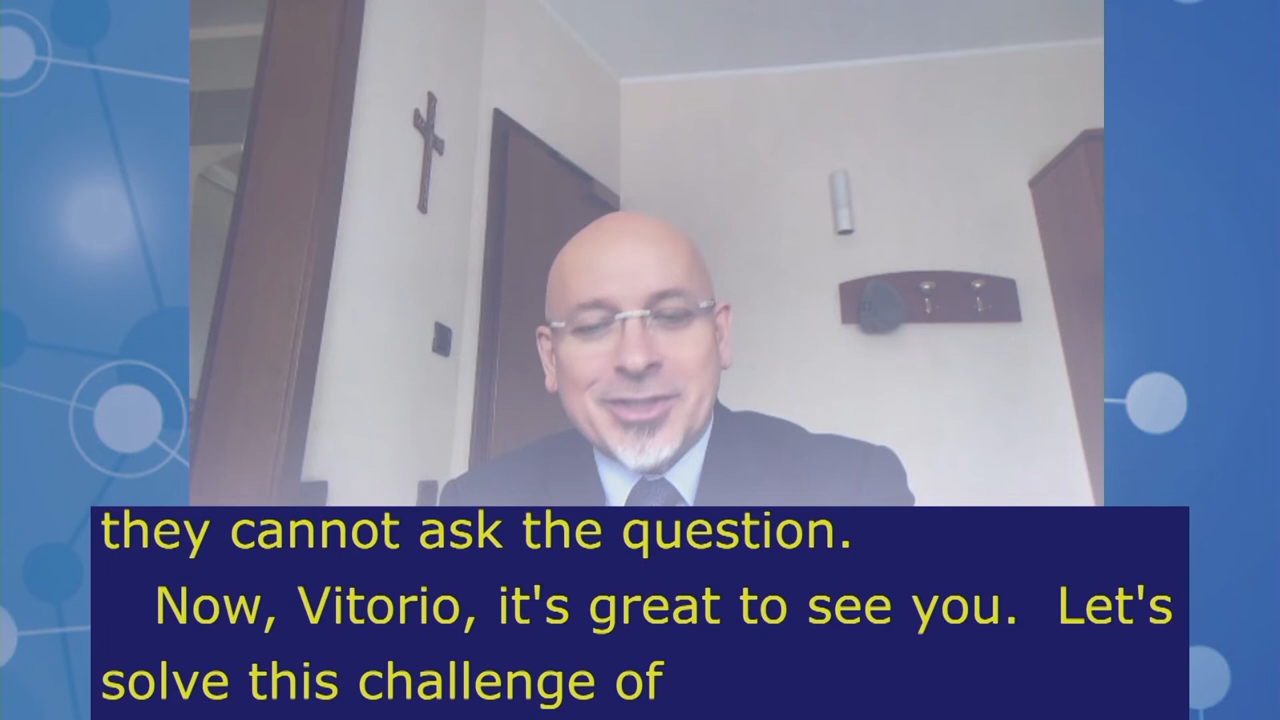 they cannot ask the question.
Now, Vitorio, it's great to see you.  Let's
solve this challenge of